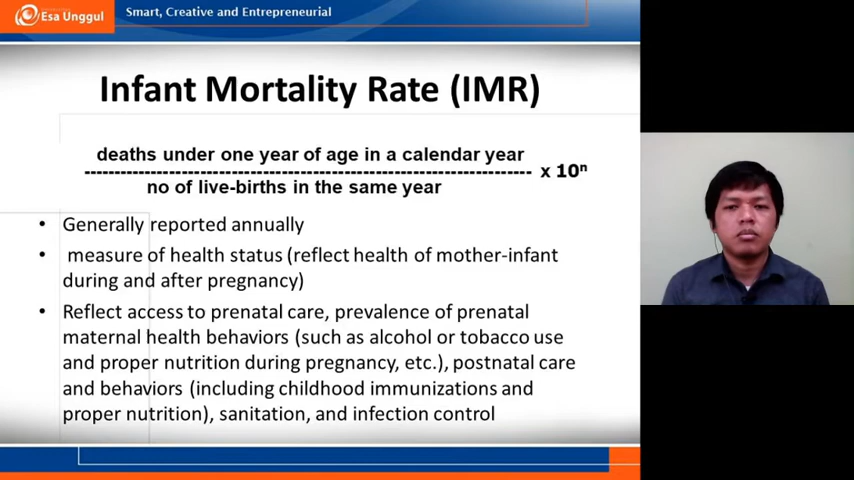 Esa Unggul
Smart, Creative and Entrepreneurial
Infant Mortality Rate (IMR)
deaths under one year of age in a calendar year
--------------------------------------------------------------------------- x 10ⁿ
no of live-births in the same year
• Generally reported annually
• measure of health status (reflect health of mother-infant
during and after pregnancy)
• Reflect access to prenatal care, prevalence of prenatal
maternal health behaviors (such as alcohol or tobacco use
and proper nutrition during pregnancy, etc.), postnatal care
and behaviors (including childhood immunizations and
proper nutrition), sanitation, and infection control